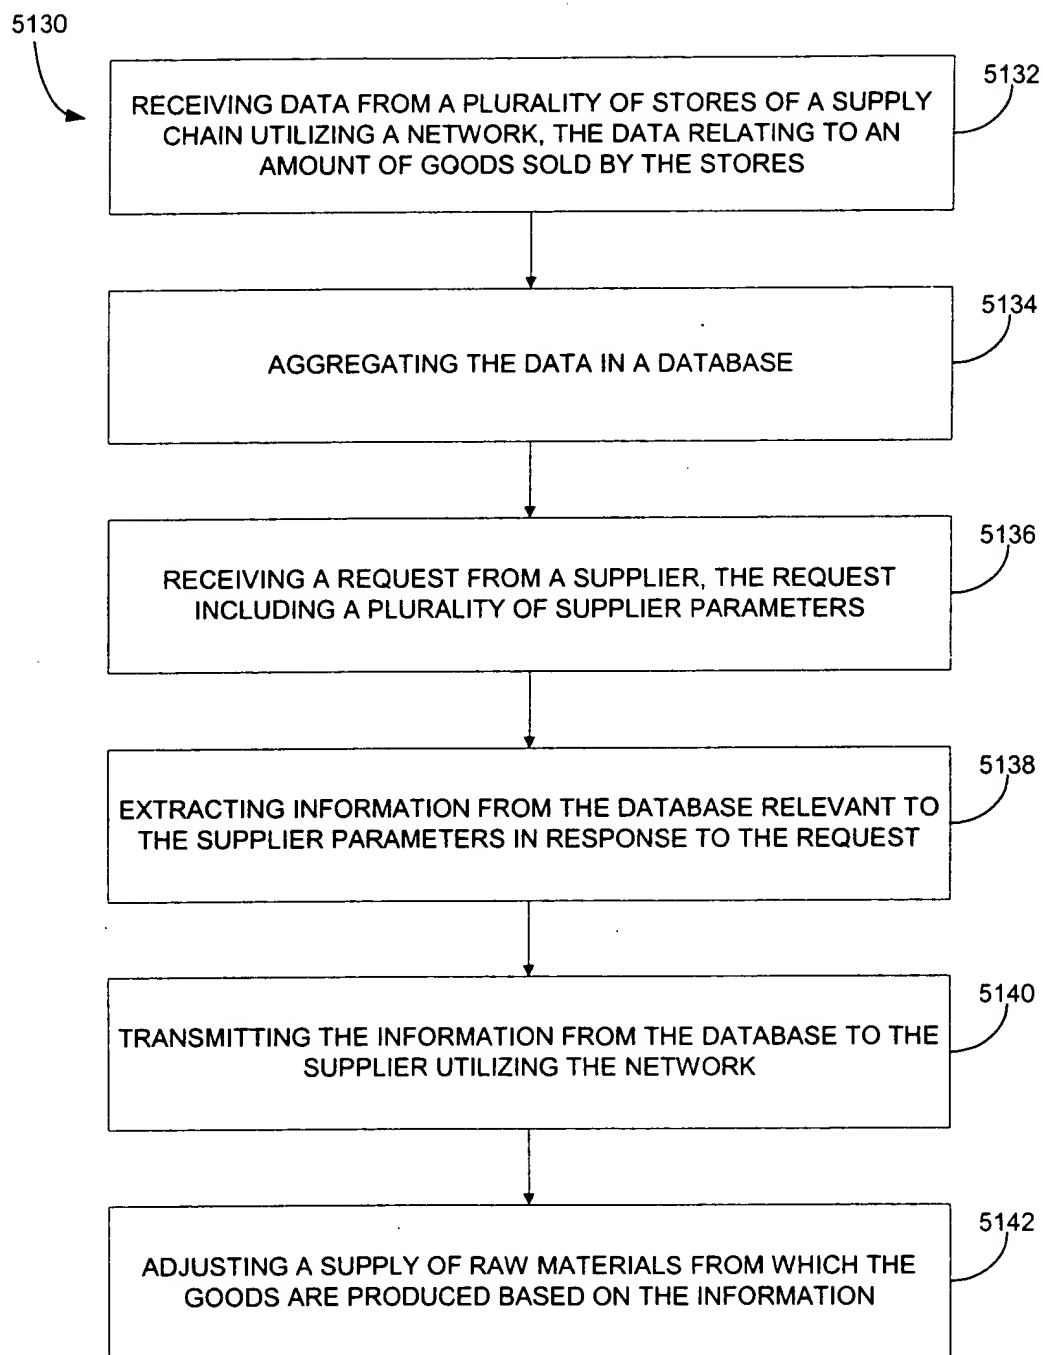 5130
5132
RECEIVING DATA FROM A PLURALITY OF STORES OF A SUPPLY
CHAIN UTILIZING A NETWORK, THE DATA RELATING TO AN
AMOUNT OF GOODS SOLD BY THE STORES
5134
AGGREGATING THE DATA IN A DATABASE
5136
RECEIVING A REQUEST FROM A SUPPLIER, THE REQUEST
INCLUDING A PLURALITY OF SUPPLIER PARAMETERS
5138
EXTRACTING INFORMATION FROM THE DATABASE RELEVANT TO
THE SUPPLIER PARAMETERS IN RESPONSE TO THE REQUEST
5140
TRANSMITTING THE INFORMATION FROM THE DATABASE TO THE
SUPPLIER UTILIZING THE NETWORK
5142
ADJUSTING A SUPPLY OF RAW MATERIALS FROM WHICH THE
GOODS ARE PRODUCED BASED ON THE INFORMATION